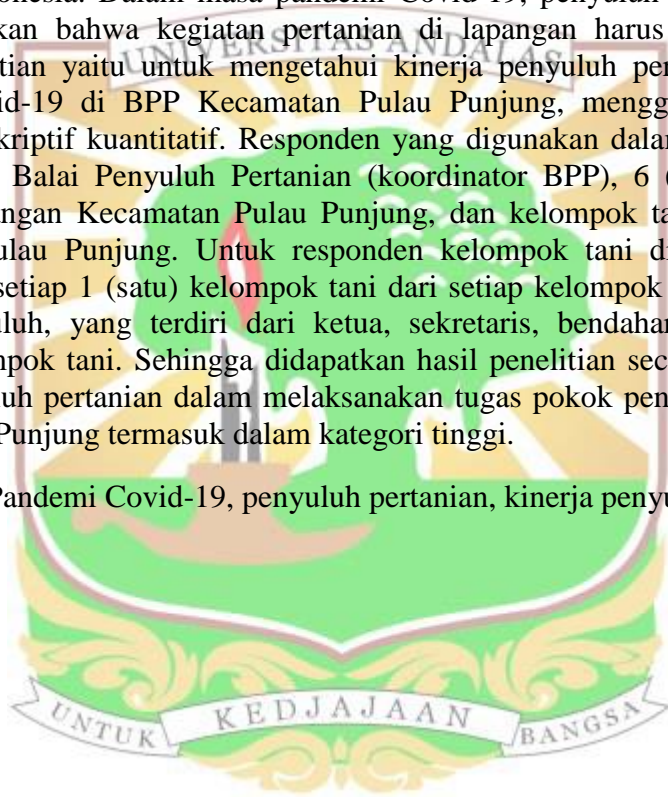 onesia. Dalam masa pandemi Covid-19, penyuluh
kan bahwa kegiatan pertanian di lapangan harus
UNIVERSITAS ANDALAS
tian yaitu untuk mengetahui kinerja penyuluh per
id-19 di BPP Kecamatan Pulau Punjung, mengg
kriptif kuantitatif. Responden yang digunakan dalar
Balai Penyuluh Pertanian (koordinator BPP), 6 (
angan Kecamatan Pulau Punjung, dan kelompok ta
ulau Punjung. Untuk responden kelompok tani di
setiap 1 (satu) kelompok tani dari setiap kelompok
uluh, yang terdiri dari ketua, sekretaris, bendahar
npok tani. Sehingga didapatkan hasil penelitian sec
luh pertanian dalam melaksanakan tugas pokok pen
Punjung termasuk dalam kategori tinggi.
Pandemi Covid-19, penyuluh pertanian, kinerja penyu
UNTUK KEDJAJAAN BANGSA